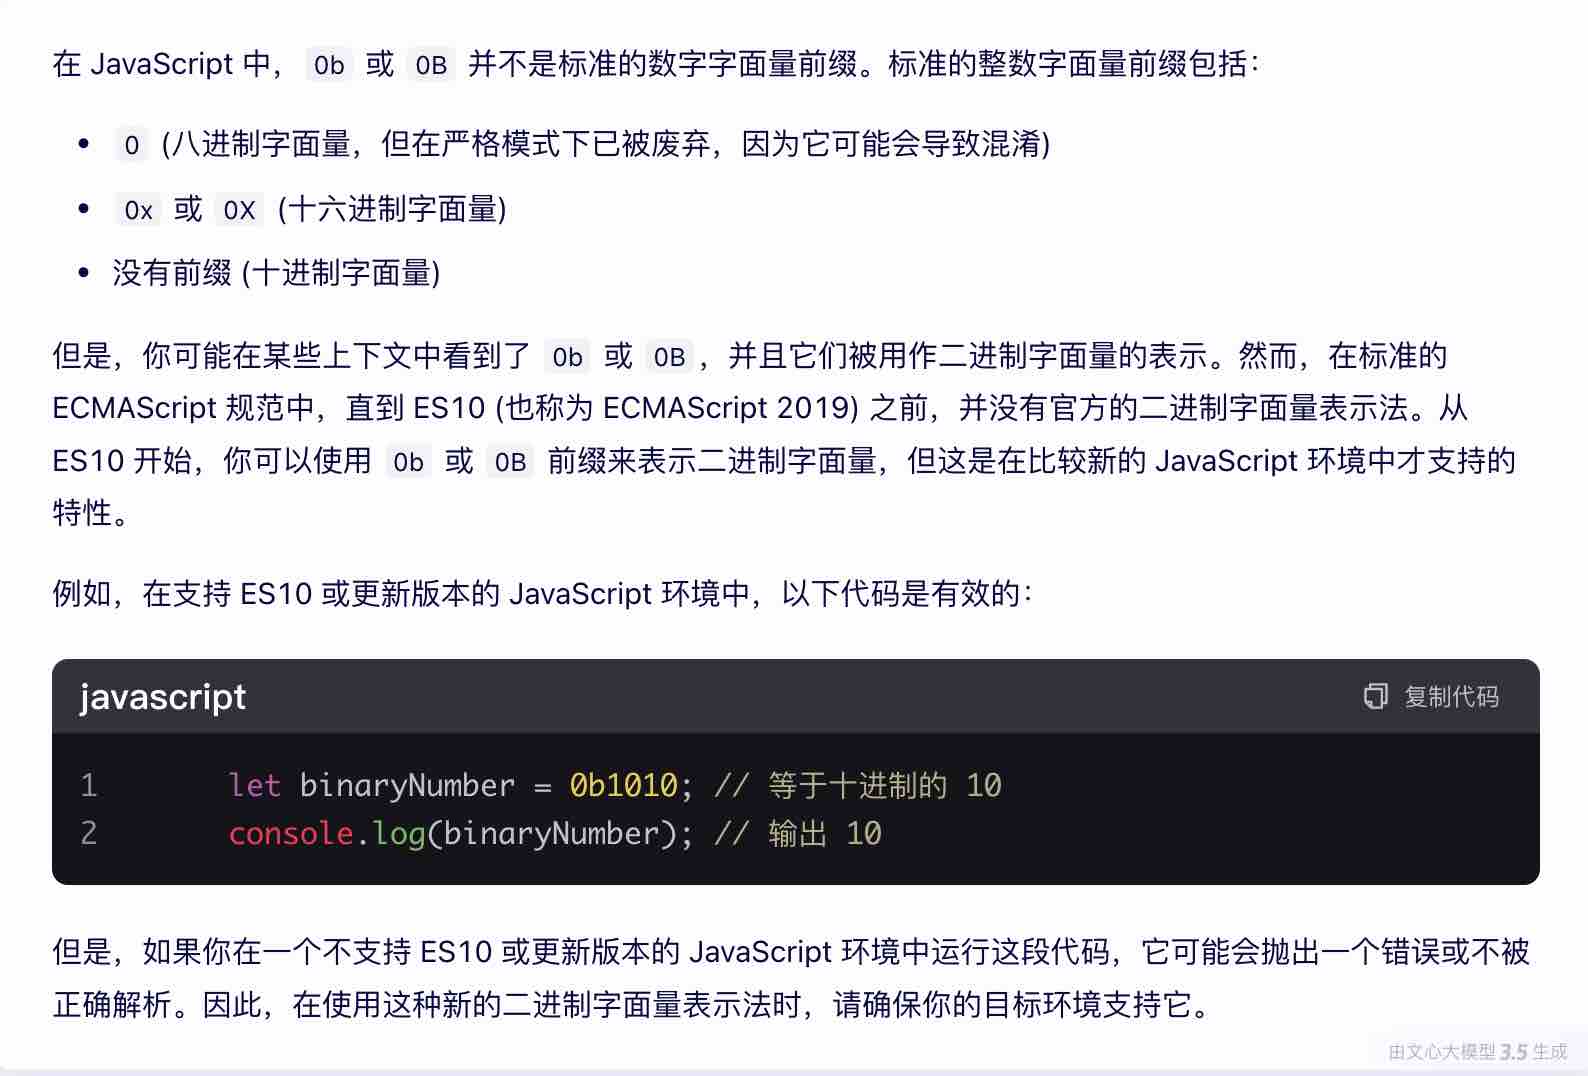 在 JavaScript 中， 0b 或 0B 并不是标准的数字字面量前缀。标准的整数字面量前缀包括：
• 0 (八进制字面量，但在严格模式下已被废弃，因为它可能会导致混淆)
• 0x 或 0X (十六进制字面量)
• 没有前缀 (十进制字面量)
但是，你可能在某些上下文中看到了 0b 或 0B ，并且它们被用作二进制字面量的表示。然而，在标准的
ECMAScript 规范中，直到 ES10 (也称为 ECMAScript 2019) 之前，并没有官方的二进制字面量表示法。从
ES10 开始，你可以使用 0b 或 0B 前缀来表示二进制字面量，但这是在比较新的 JavaScript 环境中才支持的
特性。
例如，在支持 ES10 或更新版本的 JavaScript 环境中，以下代码是有效的：
javascript 复制代码
1 let binaryNumber = 0b1010; // 等于十进制的 10
2 console.log(binaryNumber); // 输出 10
但是，如果你在一个不支持 ES10 或更新版本的 JavaScript 环境中运行这段代码，它可能会抛出一个错误或不被
正确解析。因此，在使用这种新的二进制字面量表示法时，请确保你的目标环境支持它。
由文心大模型 3.5 生成